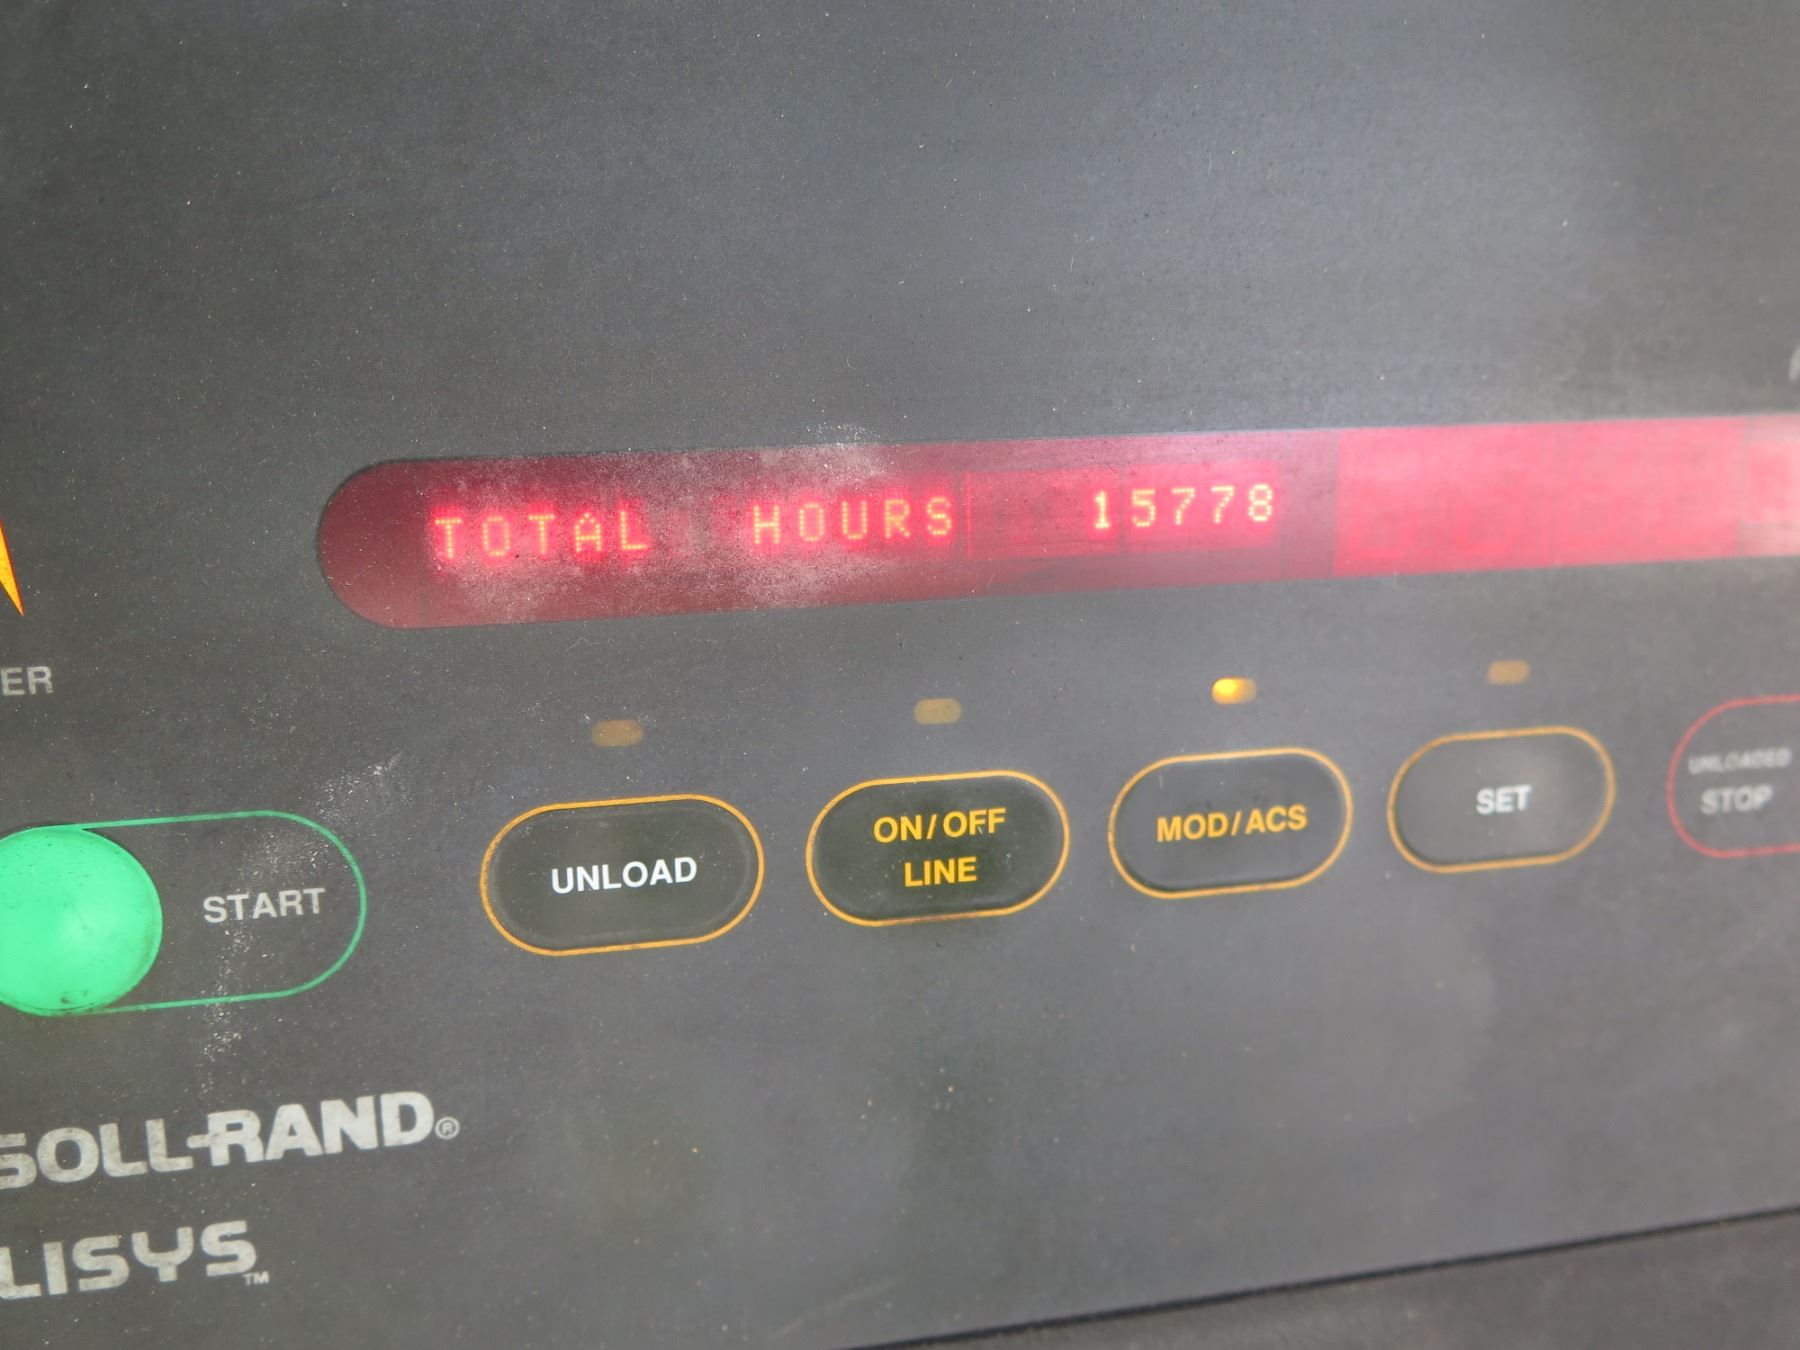 TOTAL HOURS 15778
ER
START
UNLOAD
ON/OFF
LINE
MOD/ACS
SET
UNLOADED
STOP
SOLL-RAND®
LISYS™